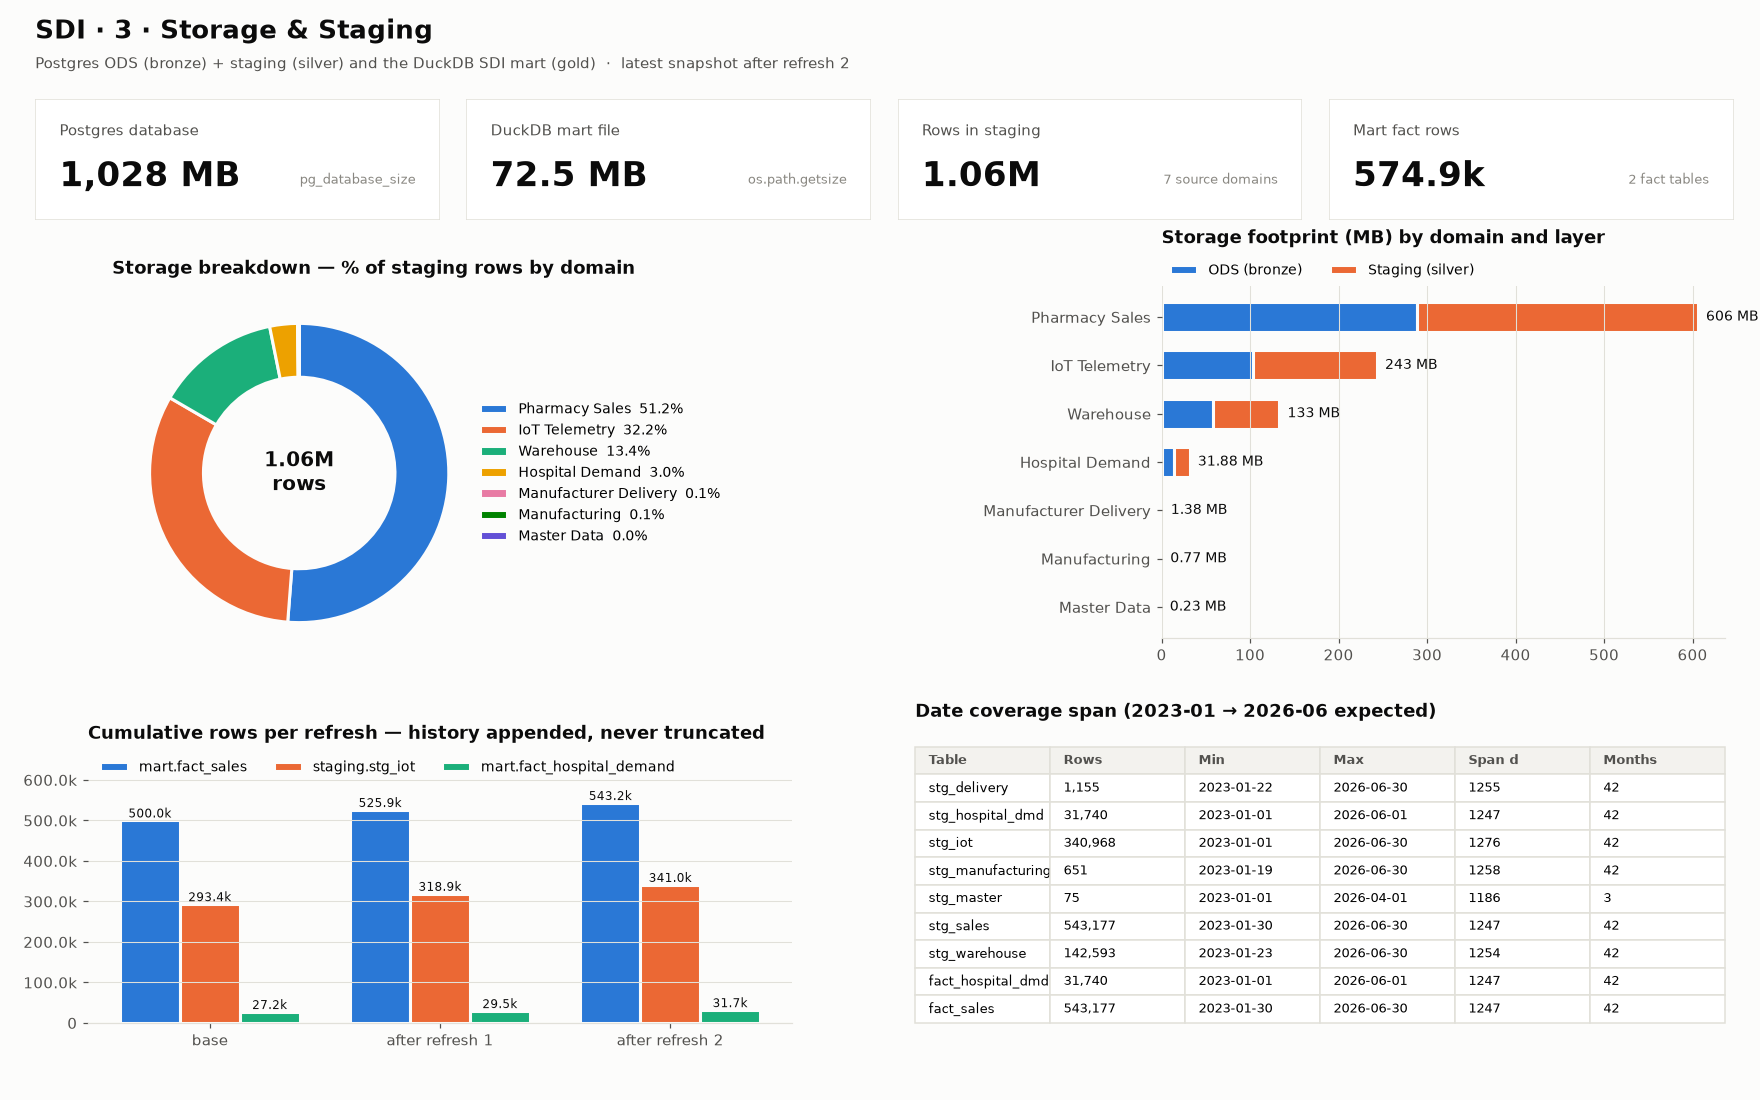 SDI · 3 · Storage & Staging
Postgres ODS (bronze) + staging (silver) and the DuckDB SDI mart (gold)  ·  latest snapshot after refresh 2
Postgres database
1,028 MB
pg_database_size
DuckDB mart file
72.5 MB
os.path.getsize
Rows in staging
1.06M
7 source domains
Mart fact rows
574.9k
2 fact tables
Storage breakdown — % of staging rows by domain
1.06M
rows
Pharmacy Sales  51.2%
IoT Telemetry  32.2%
Warehouse  13.4%
Hospital Demand  3.0%
Manufacturer Delivery  0.1%
Manufacturing  0.1%
Master Data  0.0%
Storage footprint (MB) by domain and layer
ODS (bronze)
Staging (silver)
Pharmacy Sales
606 MB
IoT Telemetry
243 MB
Warehouse
133 MB
Hospital Demand
31.88 MB
Manufacturer Delivery
1.38 MB
Manufacturing
0.77 MB
Master Data
0.23 MB
0 100 200 300 400 500 600
Cumulative rows per refresh — history appended, never truncated
mart.fact_sales
staging.stg_iot
mart.fact_hospital_demand
600.0k
500.0k
400.0k
300.0k
200.0k
100.0k
0
500.0k
293.4k
27.2k
525.9k
318.9k
29.5k
543.2k
341.0k
31.7k
base
after refresh 1
after refresh 2
Date coverage span (2023-01 → 2026-06 expected)
Table Rows Min Max Span d Months
stg_delivery 1,155 2023-01-22 2026-06-30 1255 42
stg_hospital_dmd 31,740 2023-01-01 2026-06-01 1247 42
stg_iot 340,968 2023-01-01 2026-06-30 1276 42
stg_manufacturing 651 2023-01-19 2026-06-30 1258 42
stg_master 75 2023-01-01 2026-04-01 1186 3
stg_sales 543,177 2023-01-30 2026-06-30 1247 42
stg_warehouse 142,593 2023-01-23 2026-06-30 1254 42
fact_hospital_dmd 31,740 2023-01-01 2026-06-01 1247 42
fact_sales 543,177 2023-01-30 2026-06-30 1247 42